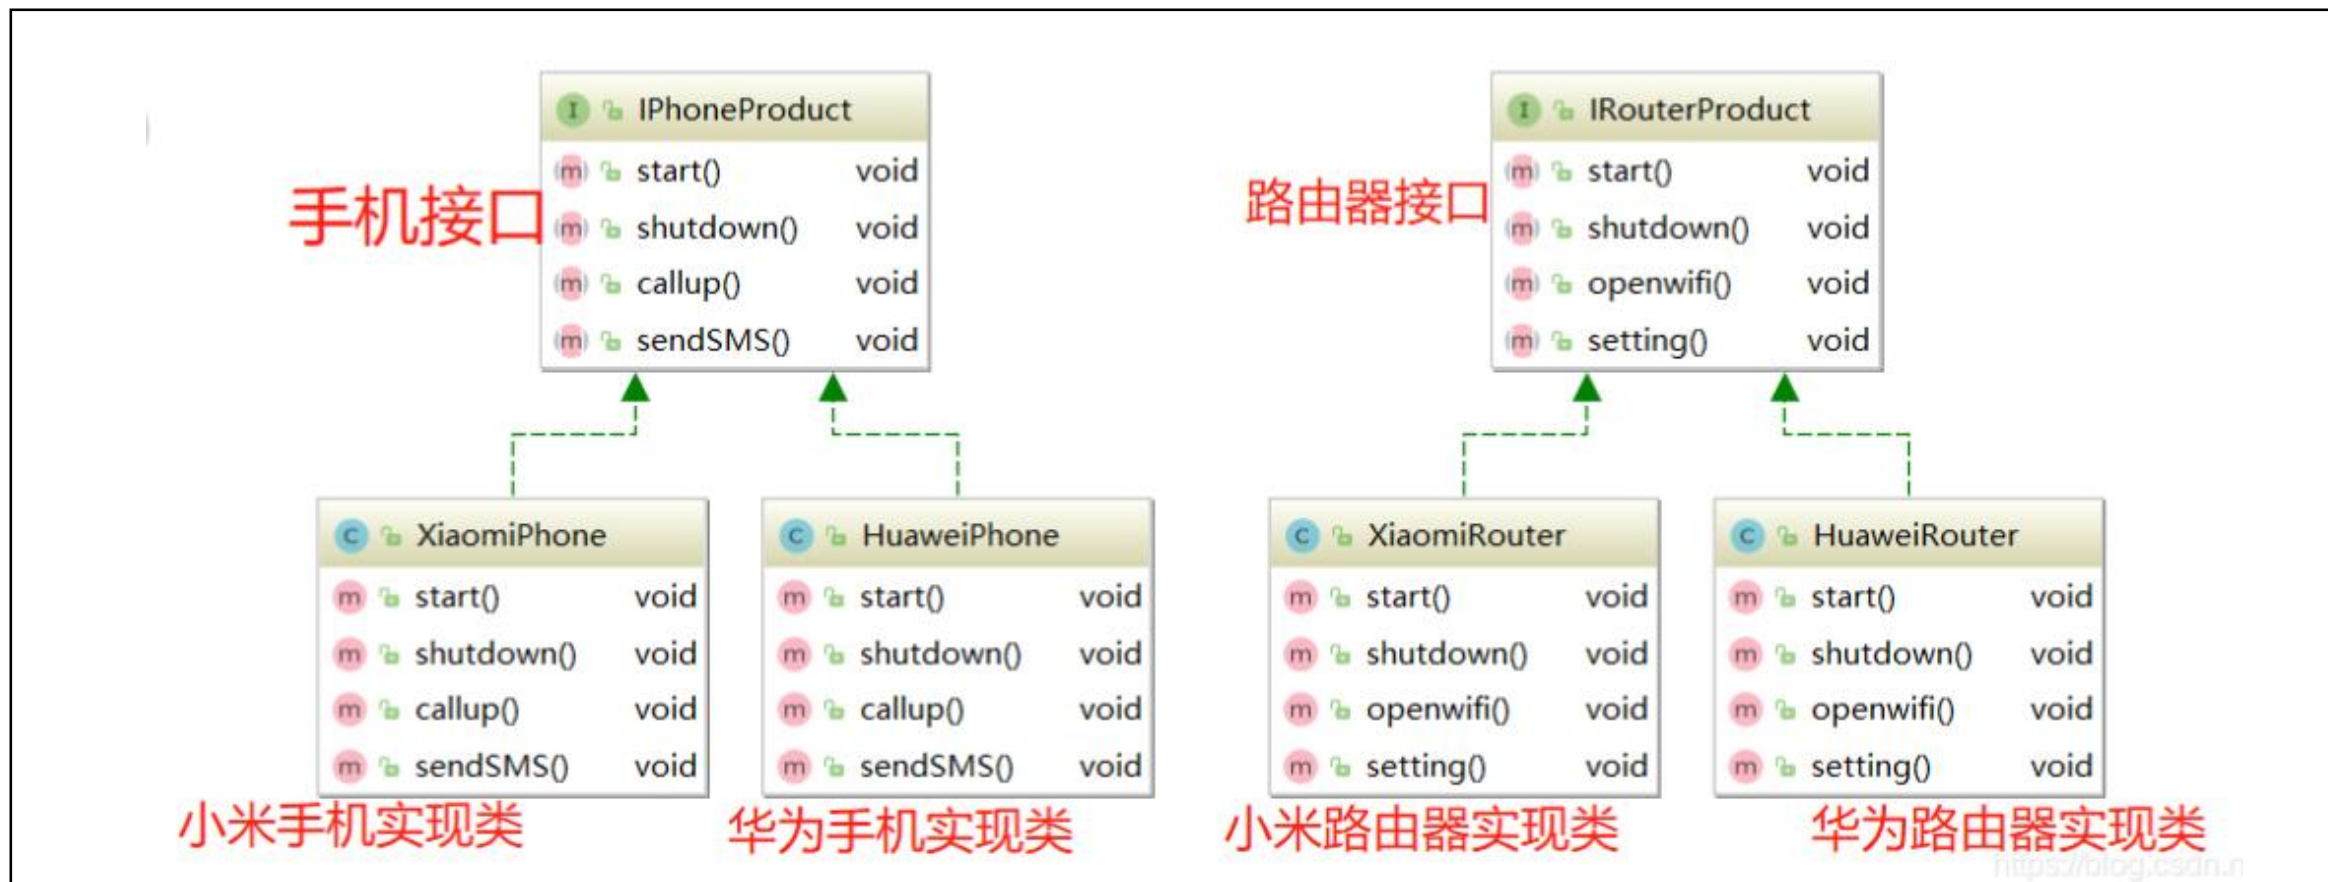 IPhoneProduct
start() void
shutdown() void
callup() void
sendSMS() void
手机接口
IRouterProduct
start() void
shutdown() void
openwifi() void
setting() void
路由器接口
XiaomiPhone
start() void
shutdown() void
callup() void
sendSMS() void
小米手机实现类
HuaweiPhone
start() void
shutdown() void
callup() void
sendSMS() void
华为手机实现类
XiaomiRouter
start() void
shutdown() void
openwifi() void
setting() void
小米路由器实现类
HuaweiRouter
start() void
shutdown() void
openwifi() void
setting() void
华为路由器实现类
https://blog.csdn.n